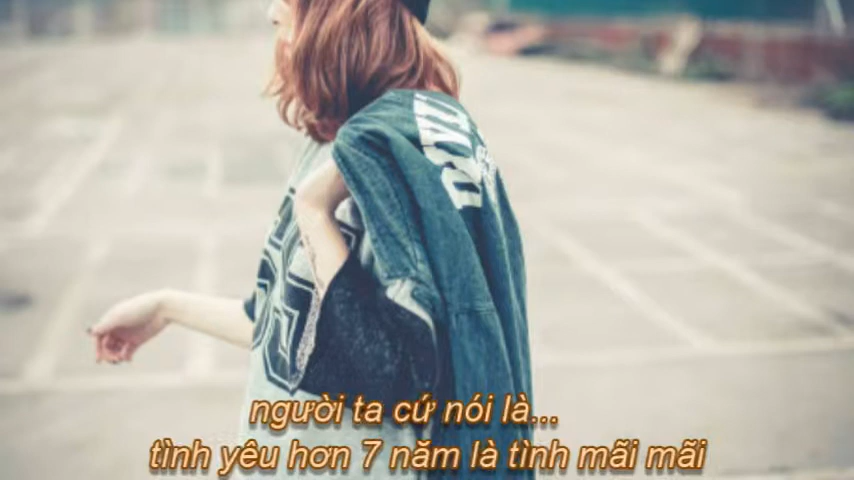 người ta cứ nói là...
tình yêu hơn 7 năm là tình mãi mãi